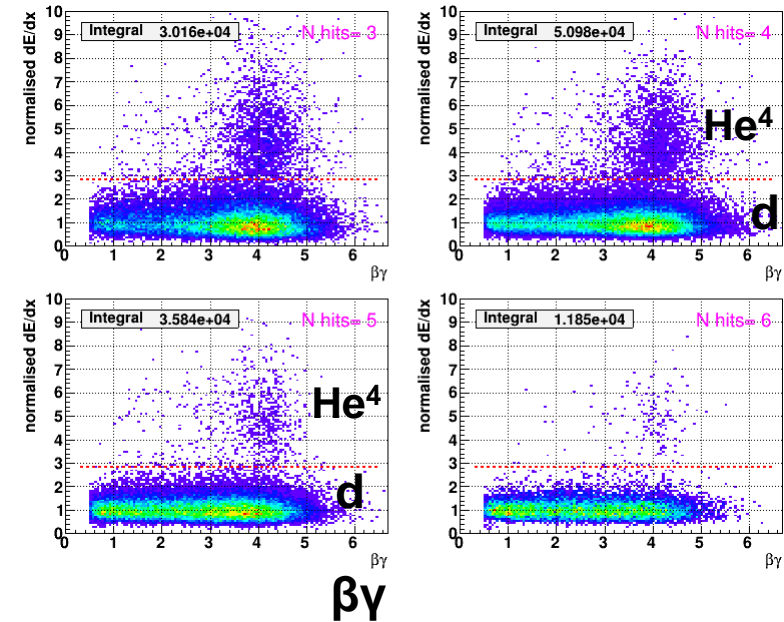 normalised dE/dx
10
9
8
7
6
5
4
3
2
1
0
Integral 3.016e+04
N hits= 3
0 1 2 3 4 5 6
βγ
normalised dE/dx
10
9
8
7
6
5
4
3
2
1
0
Integral 5.098e+04
N hits= 4
He⁴
d
0 1 2 3 4 5 6
βγ
normalised dE/dx
10
9
8
7
6
5
4
3
2
1
0
Integral 3.584e+04
N hits= 5
He⁴
d
0 1 2 3 4 5 6
βγ
normalised dE/dx
10
9
8
7
6
5
4
3
2
1
0
Integral 1.185e+04
N hits= 6
0 1 2 3 4 5 6
βγ
βγ